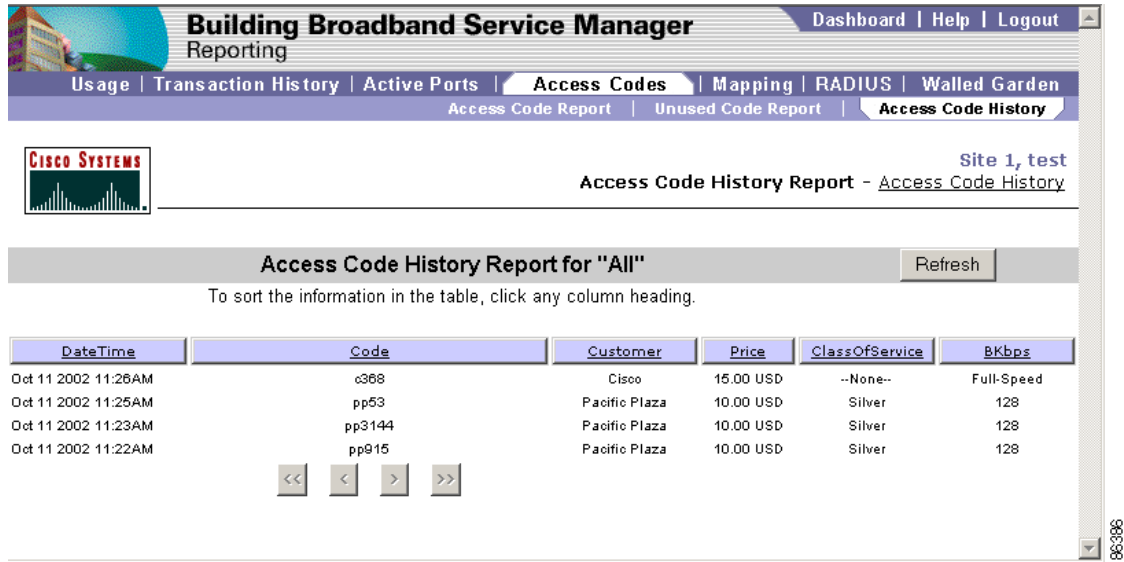 Building Broadband Service Manager
Dashboard | Help | Logout
Reporting
Usage | Transaction History | Active Ports | Access Codes | Mapping | RADIUS | Walled Garden
Access Code Report | Unused Code Report | Access Code History
CISCO SYSTEMS
Site 1, test
Access Code History Report - Access Code History
Access Code History Report for "All"
Refresh
To sort the information in the table, click any column heading.
DateTime Code Customer Price ClassOfService BKbps
Oct 11 2002 11:26AM c368 Cisco 15.00 USD --None-- Full-Speed
Oct 11 2002 11:25AM pp53 Pacific Plaza 10.00 USD Silver 128
Oct 11 2002 11:23AM pp3144 Pacific Plaza 10.00 USD Silver 128
Oct 11 2002 11:22AM pp915 Pacific Plaza 10.00 USD Silver 128
<< < > >>
86386